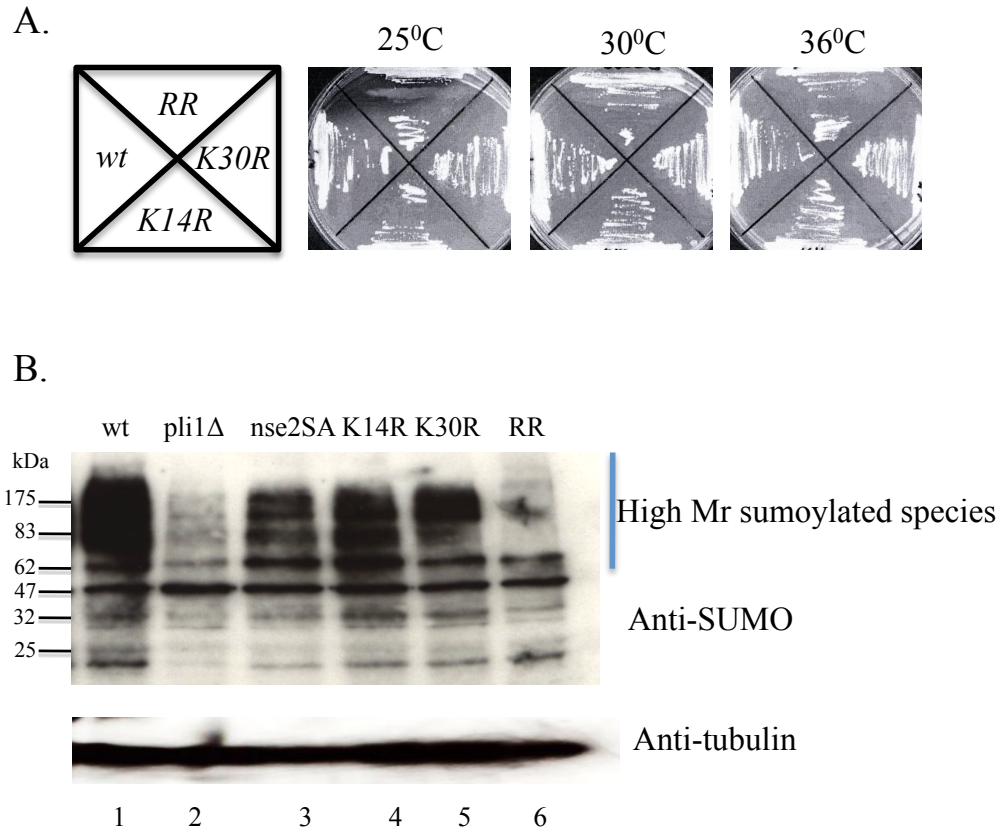 A.
25⁰C 30⁰C 36⁰C
RR
wt K30R
K14R
B.
wt pli1Δ nse2SA K14R K30R RR
kDa
175
83
62
47
32
25
High Mr sumoylated species
Anti-SUMO
Anti-tubulin
1 2 3 4 5 6